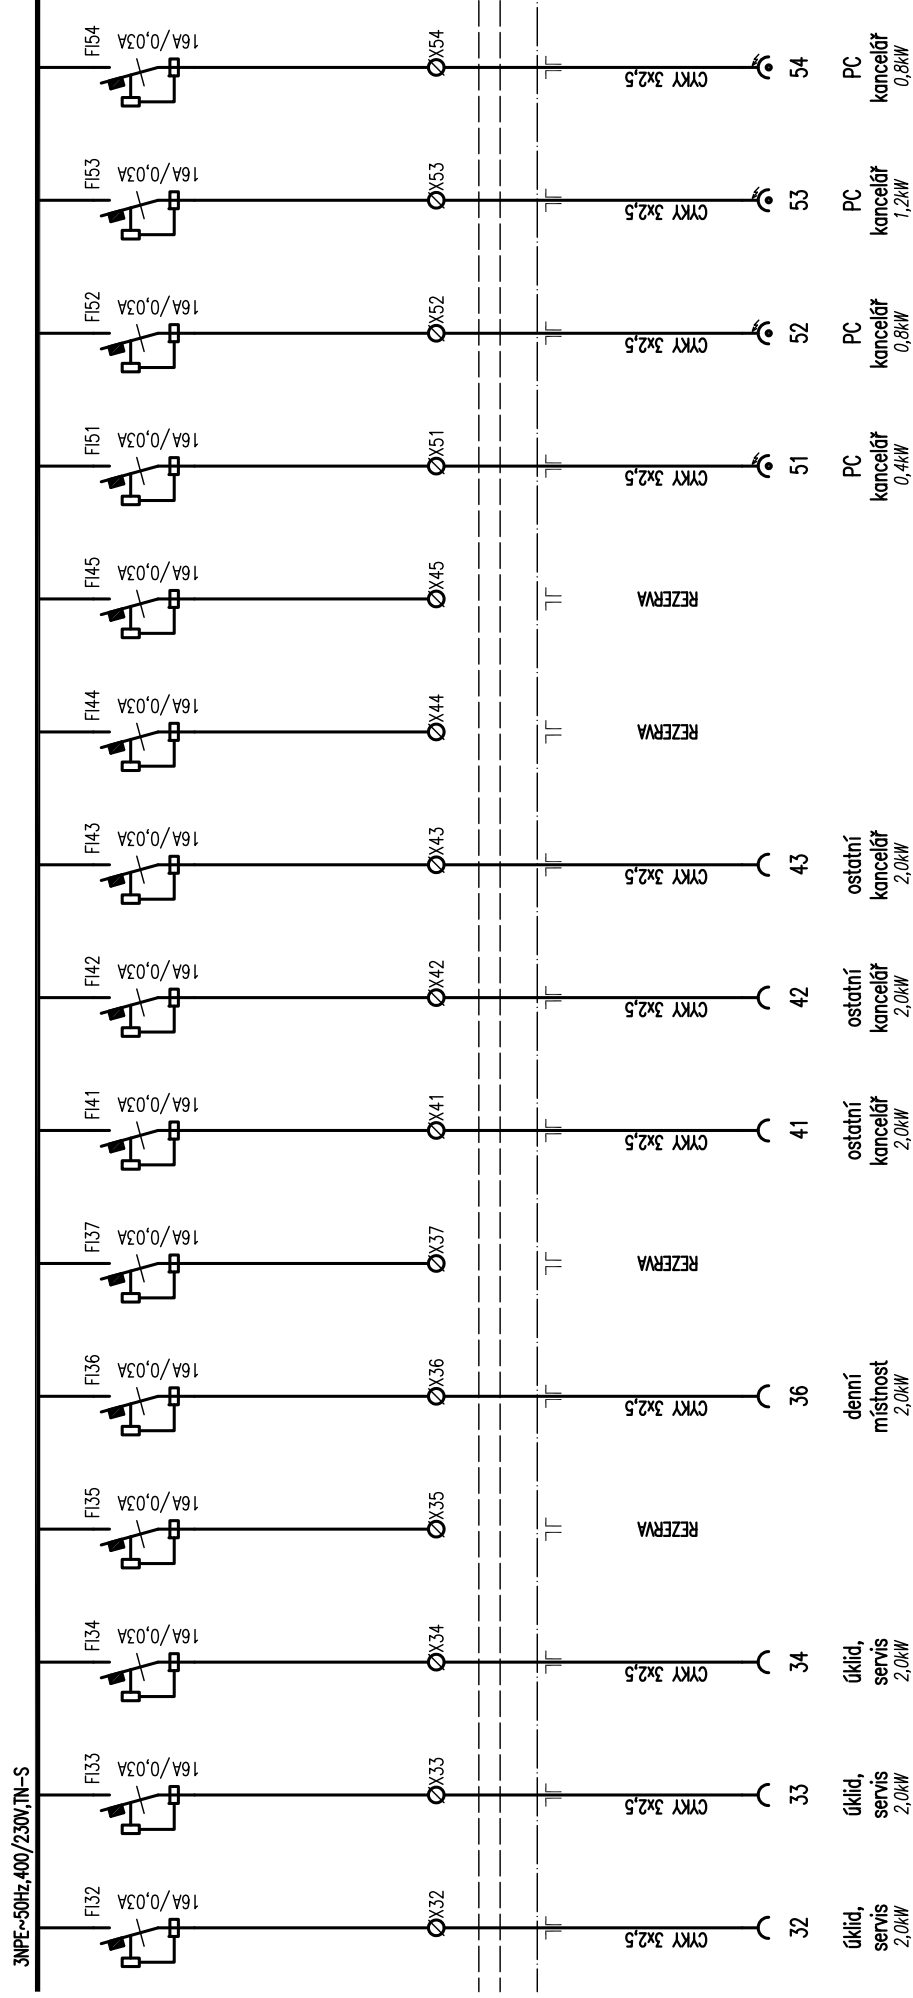 3NPE~50Hz,400/230V,TN-S
FI32
16A/0,03A
X32
CYKY 3x2,5
32
úklid,
servis
2,0kW
FI33
16A/0,03A
X33
CYKY 3x2,5
33
úklid,
servis
2,0kW
FI34
16A/0,03A
X34
CYKY 3x2,5
34
úklid,
servis
2,0kW
FI35
16A/0,03A
X35
REZERVA
FI36
16A/0,03A
X36
CYKY 3x2,5
36
denní
místnost
2,0kW
FI37
16A/0,03A
X37
REZERVA
FI41
16A/0,03A
X41
CYKY 3x2,5
41
ostatní
kancelář
2,0kW
FI42
16A/0,03A
X42
CYKY 3x2,5
42
ostatní
kancelář
2,0kW
FI43
16A/0,03A
X43
CYKY 3x2,5
43
ostatní
kancelář
2,0kW
FI44
16A/0,03A
X44
REZERVA
FI45
16A/0,03A
X45
REZERVA
FI51
16A/0,03A
X51
CYKY 3x2,5
51
PC
kancelář
0,4kW
FI52
16A/0,03A
X52
CYKY 3x2,5
52
PC
kancelář
0,8kW
FI53
16A/0,03A
X53
CYKY 3x2,5
53
PC
kancelář
1,2kW
FI54
16A/0,03A
X54
CYKY 3x2,5
54
PC
kancelář
0,8kW